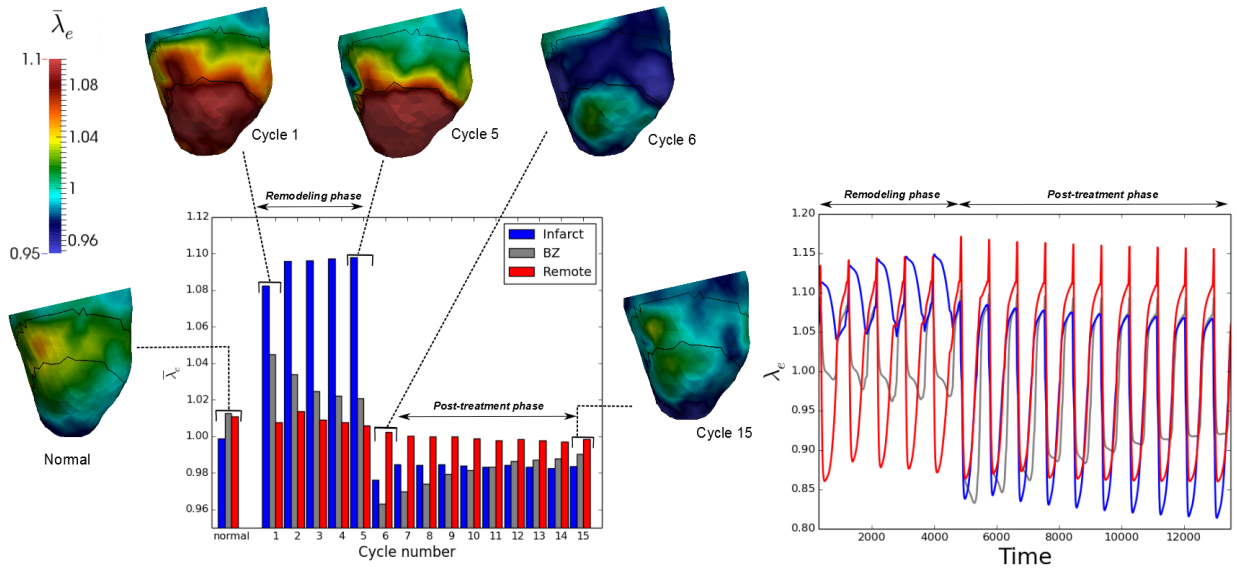 λ̄e
1.1
1.08
1.04
1
0.96
0.95
Cycle 1
Cycle 5
Cycle 6
Normal
Cycle 15
Remodeling phase
Post-treatment phase
1.12
1.10
1.08
1.06
1.04
1.02
1.00
0.98
0.96
λ̄e
Infarct
BZ
Remote
normal 1 2 3 4 5 6 7 8 9 10 11 12 13 14 15
Cycle number
Remodeling phase Post-treatment phase
1.20
1.15
1.10
1.05
1.00
0.95
0.90
0.85
0.80
λe
2000 4000 6000 8000 10000 12000
Time